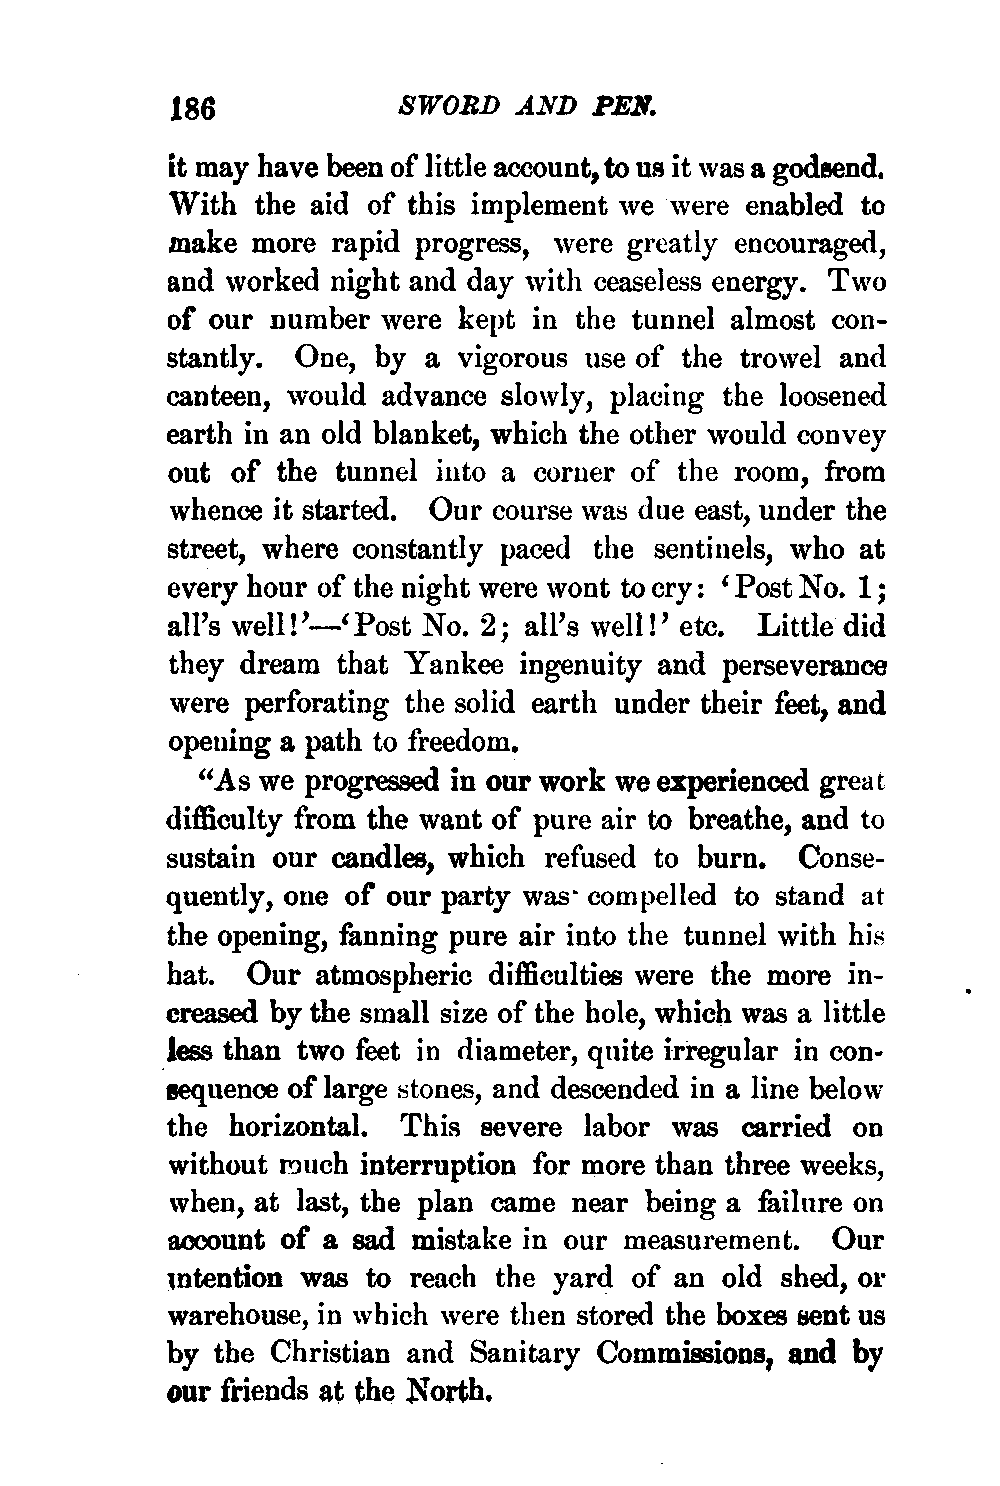 186 SWORD AND PEN.
it may have been of little account, to us it was a godsend.
With the aid of this implement we were enabled to
make more rapid progress, were greatly encouraged,
and worked night and day with ceaseless energy. Two
of our number were kept in the tunnel almost con-
stantly. One, by a vigorous use of the trowel and
canteen, would advance slowly, placing the loosened
earth in an old blanket, which the other would convey
out of the tunnel into a corner of the room, from
whence it started. Our course was due east, under the
street, where constantly paced the sentinels, who at
every hour of the night were wont to cry: ‘Post No. 1;
all’s well!’—‘Post No. 2; all’s well!’ etc. Little did
they dream that Yankee ingenuity and perseverance
were perforating the solid earth under their feet, and
opening a path to freedom.
“As we progressed in our work we experienced great
difficulty from the want of pure air to breathe, and to
sustain our candles, which refused to burn. Conse-
quently, one of our party was compelled to stand at
the opening, fanning pure air into the tunnel with his
hat. Our atmospheric difficulties were the more in-
creased by the small size of the hole, which was a little
less than two feet in diameter, quite irregular in con-
sequence of large stones, and descended in a line below
the horizontal. This severe labor was carried on
without much interruption for more than three weeks,
when, at last, the plan came near being a failure on
account of a sad mistake in our measurement. Our
intention was to reach the yard of an old shed, or
warehouse, in which were then stored the boxes sent us
by the Christian and Sanitary Commissions, and by
our friends at the North.